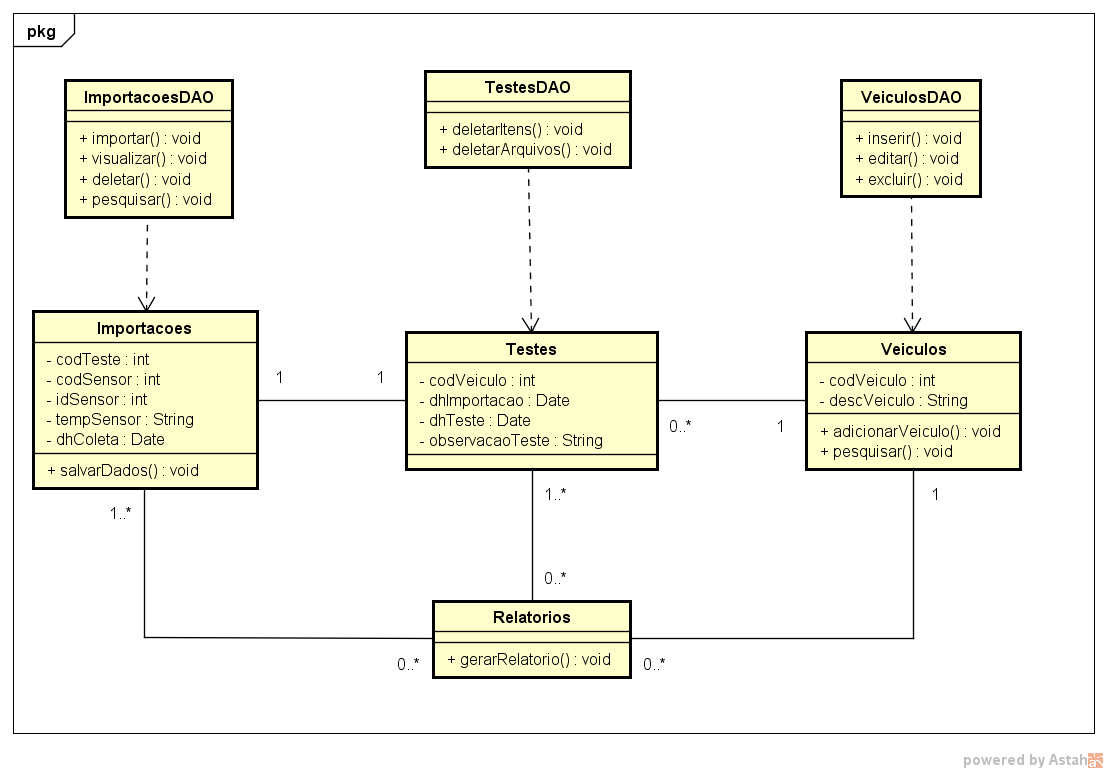 pkg
ImportacoesDAO
+ importar() : void
+ visualizar() : void
+ deletar() : void
+ pesquisar() : void
TestesDAO
+ deletarItens() : void
+ deletarArquivos() : void
VeiculosDAO
+ inserir() : void
+ editar() : void
+ excluir() : void
Importacoes
- codTeste : int
- codSensor : int
- idSensor : int
- tempSensor : String
- dhColeta : Date
+ salvarDados() : void
1
1
Testes
- codVeiculo : int
- dhImportacao : Date
- dhTeste : Date
- observacaoTeste : String
0..*
1
Veiculos
- codVeiculo : int
- descVeiculo : String
+ adicionarVeiculo() : void
+ pesquisar() : void
1..*
1..*
1
0..*
Relatorios
+ gerarRelatorio() : void
0..*
0..*
powered by Astah